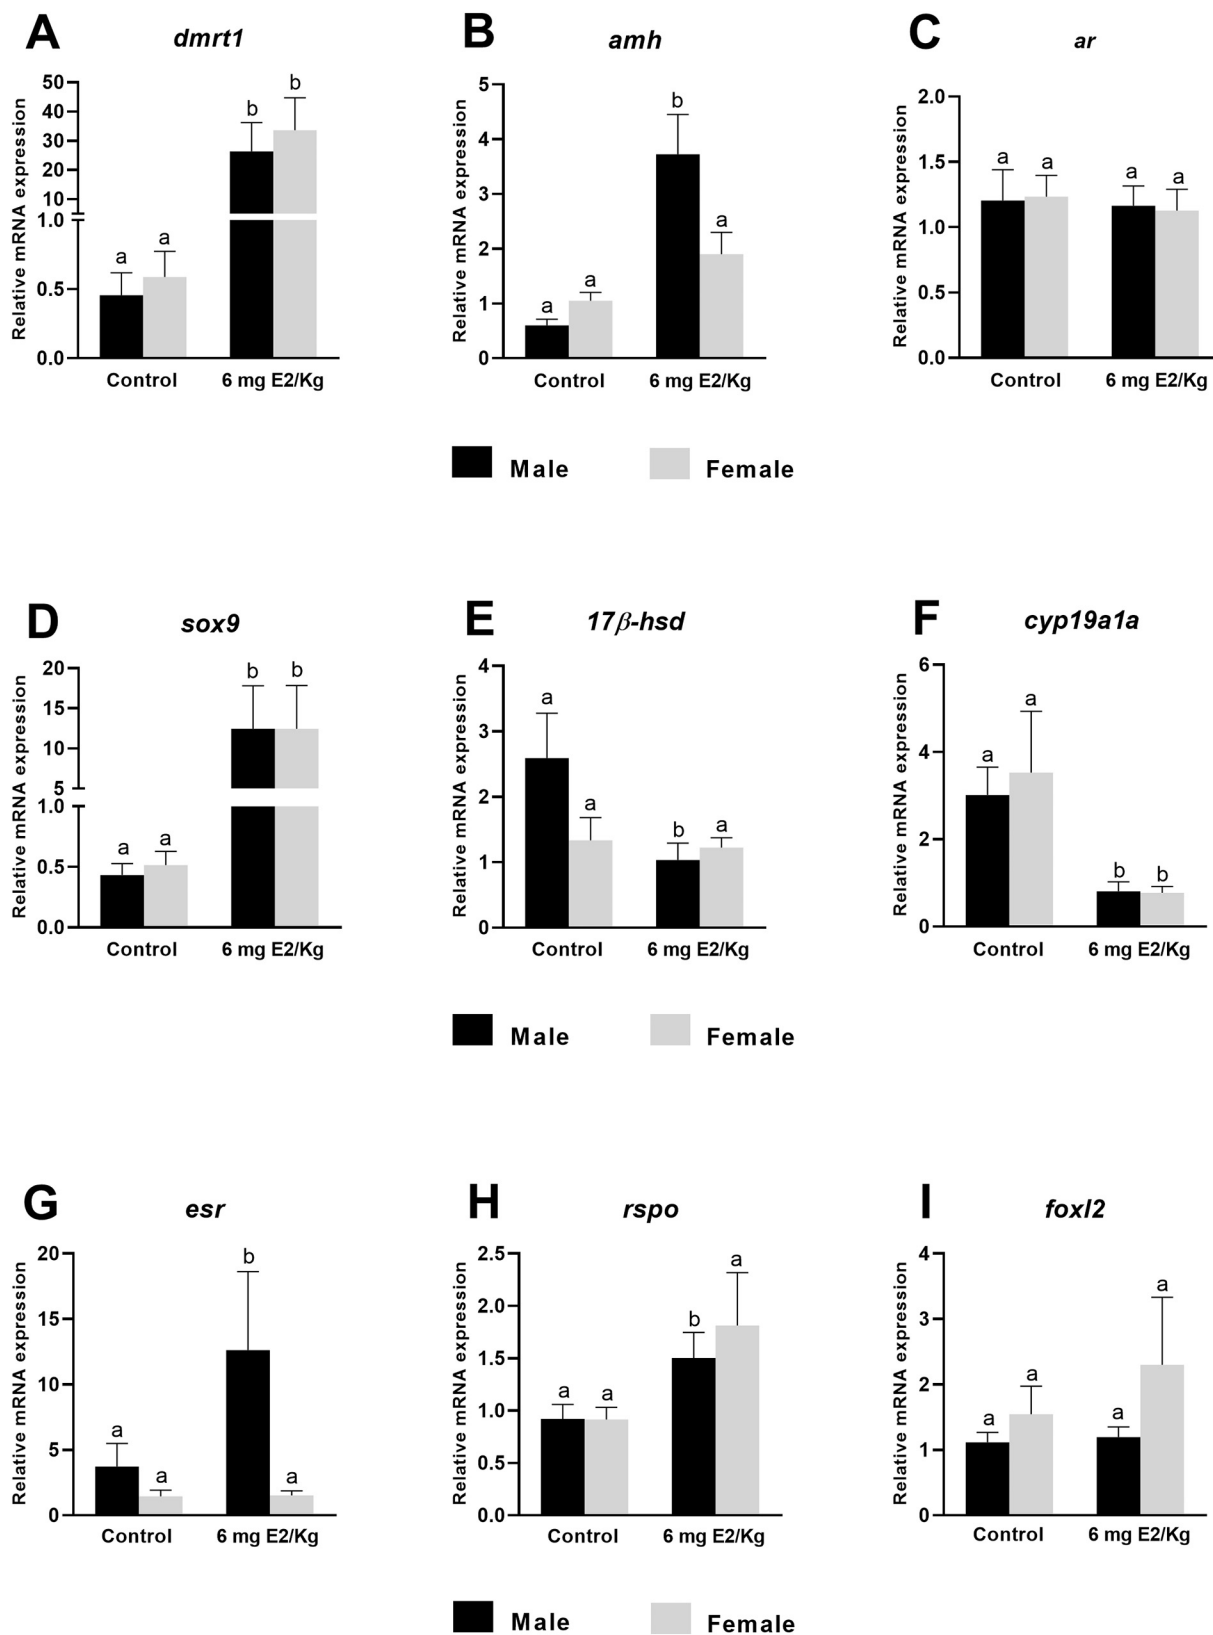 A
dmrt1
Relative mRNA expression
50
40
30
20
10
1.0
0.5
0.0
a
a
b
b
Control
6 mg E2/Kg
B
amh
Relative mRNA expression
5
4
3
2
1
0
a
a
b
a
Control
6 mg E2/Kg
C
ar
Relative mRNA expression
2.0
1.5
1.0
0.5
0.0
a
a
a
a
Control
6 mg E2/Kg
Male
Female
D
sox9
Relative mRNA expression
20
15
10
5
1.0
0.5
0.0
a
a
b
b
Control
6 mg E2/Kg
E
17β-hsd
Relative mRNA expression
4
3
2
1
0
a
a
b
a
Control
6 mg E2/Kg
F
cyp19a1a
Relative mRNA expression
6
4
2
0
a
a
b
b
Control
6 mg E2/Kg
Male
Female
G
esr
Relative mRNA expression
20
15
10
5
0
a
a
b
a
Control
6 mg E2/Kg
H
rspo
Relative mRNA expression
2.5
2.0
1.5
1.0
0.5
0.0
a
a
b
a
Control
6 mg E2/Kg
I
foxl2
Relative mRNA expression
4
3
2
1
0
a
a
a
a
Control
6 mg E2/Kg
Male
Female